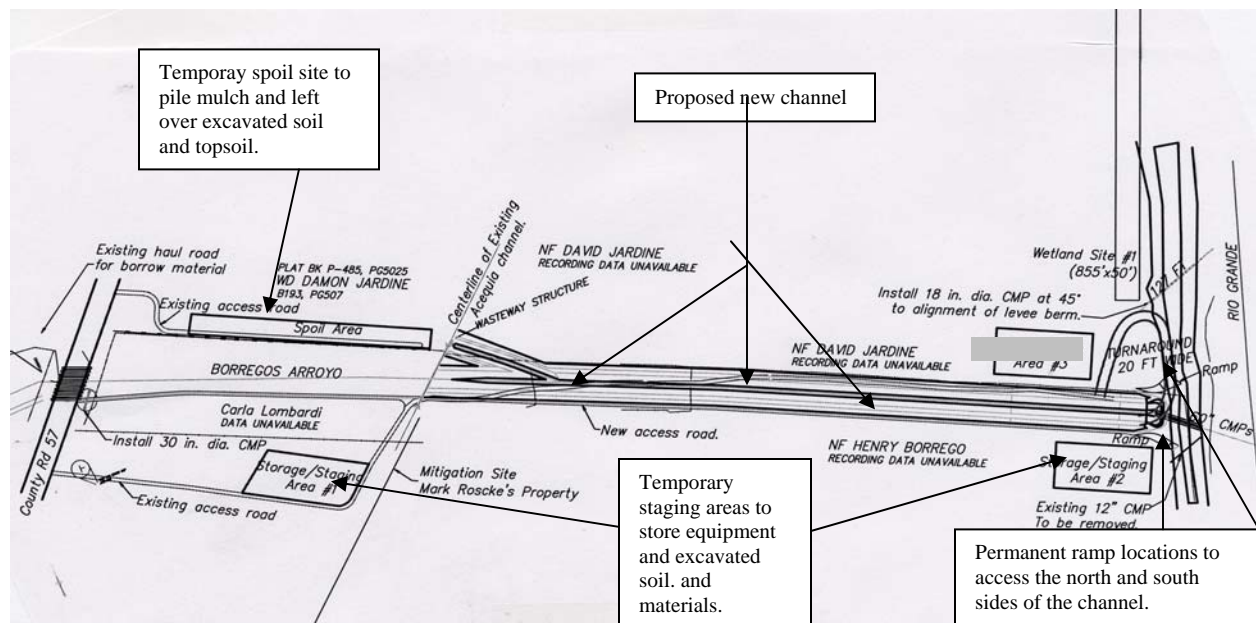 Temporay spoil site to
pile mulch and left
over excavated soil
and topsoil.
Proposed new channel
Existing haul road
for borrow material
PLAT BK P-485, PG5025
WD DAMON JARDINE
B193, PG507
Existing access road
Spoil Area
Centerline of Existing
Acequia channel.
WASTEWAY STRUCTURE
NF DAVID JARDINE
RECORDING DATA UNAVAILABLE
Wetland Site #1
(855'x50')
Install 18 in. dia. CMP at 45°
to alignment of levee berm.
RIO GRANDE
BORREGOS ARROYO
NF DAVID JARDINE
RECORDING DATA UNAVAILABLE
Area #3
TURNAROUND
20 FT WIDE
Ramp
Carla Lombardi
DATA UNAVAILABLE
Install 30 in. dia. CMP
County Rd 57
New access road.
NF HENRY BORREGO
RECORDING DATA UNAVAILABLE
Ramp
CMPs
Storage/Staging
Area #1
Mitigation Site
Mark Roscke's Property
Existing access road
Storage/Staging
Area #2
Existing 12" CMP
To be removed.
Temporary
staging areas to
store equipment
and excavated
soil. and
materials.
Permanent ramp locations to
access the north and south
sides of the channel.